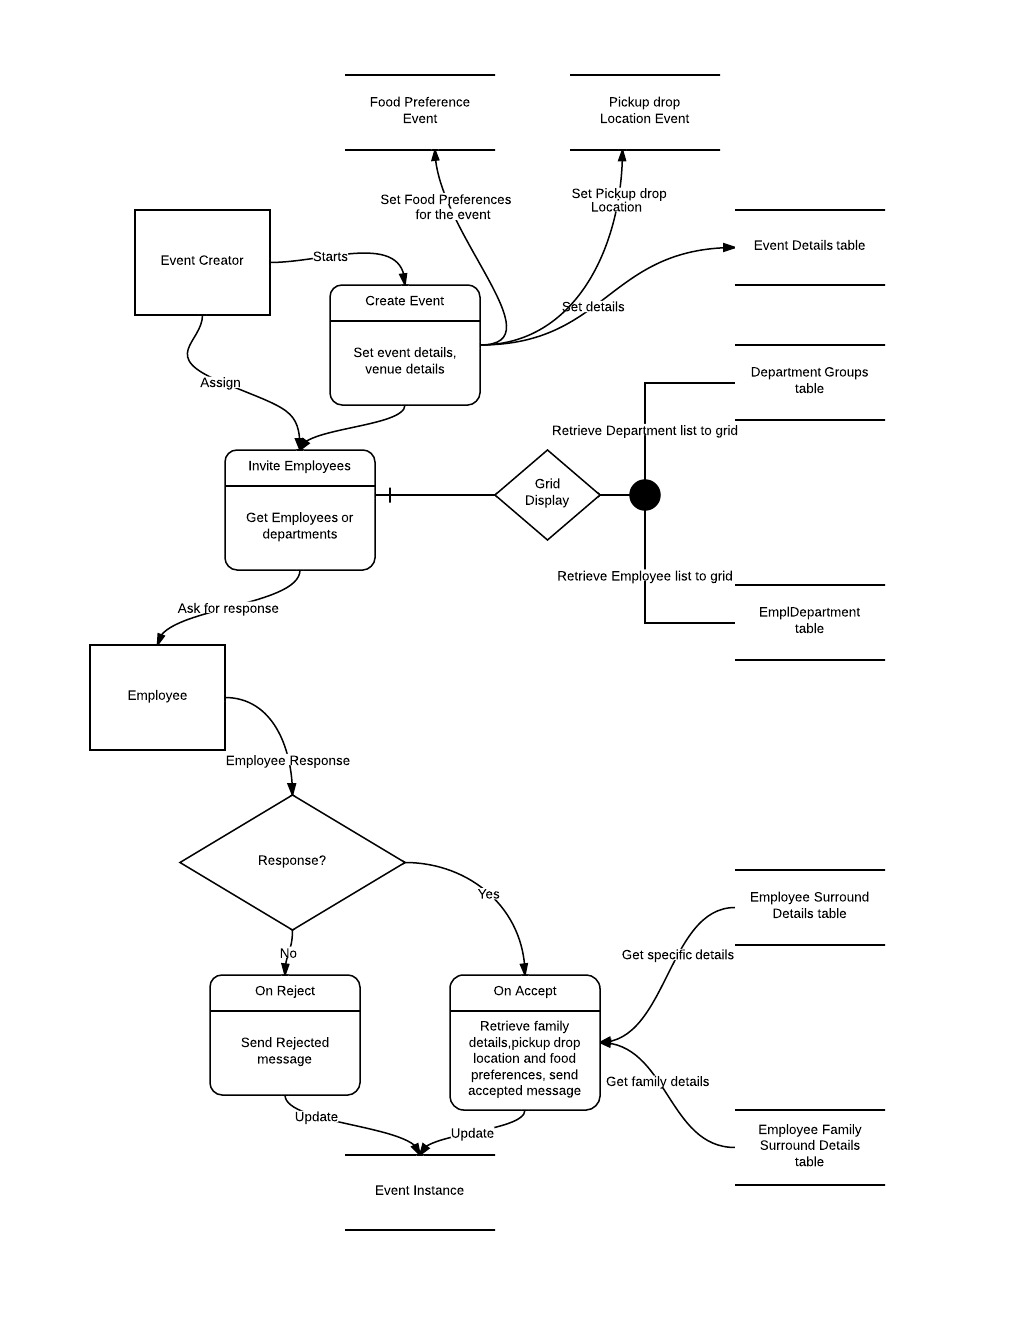 Food Preference
Event
Pickup drop
Location Event
Set Food Preferences
for the event
Set Pickup drop
Location
Event Creator
Starts
Event Details table
Create Event
Set details
Set event details,
venue details
Assign
Department Groups
table
Retrieve Department list to grid
Invite Employees
Get Employees or
departments
Grid
Display
Retrieve Employee list to grid
EmplDepartment
table
Ask for response
Employee
Employee Response
Response?
Yes
No
Employee Surround
Details table
Get specific details
On Reject
Send Rejected
message
On Accept
Retrieve family
details,pickup drop
location and food
preferences, send
accepted message
Get family details
Update
Update
Employee Family
Surround Details
table
Event Instance